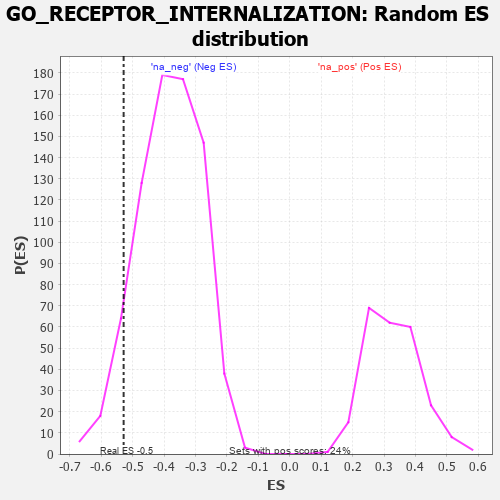 GO_RECEPTOR_INTERNALIZATION: Random ES
distribution
'na_neg' (Neg ES) 'na_pos' (Pos ES)
180
170
160
150
140
130
120
110
100
90
80
70
60
50
40
30
20
10
0
P(ES)
Real ES -0.5 Sets with pos scores: 24%
-0.7 -0.6 -0.5 -0.4 -0.3 -0.2 -0.1 0.0 0.1 0.2 0.3 0.4 0.5 0.6
ES